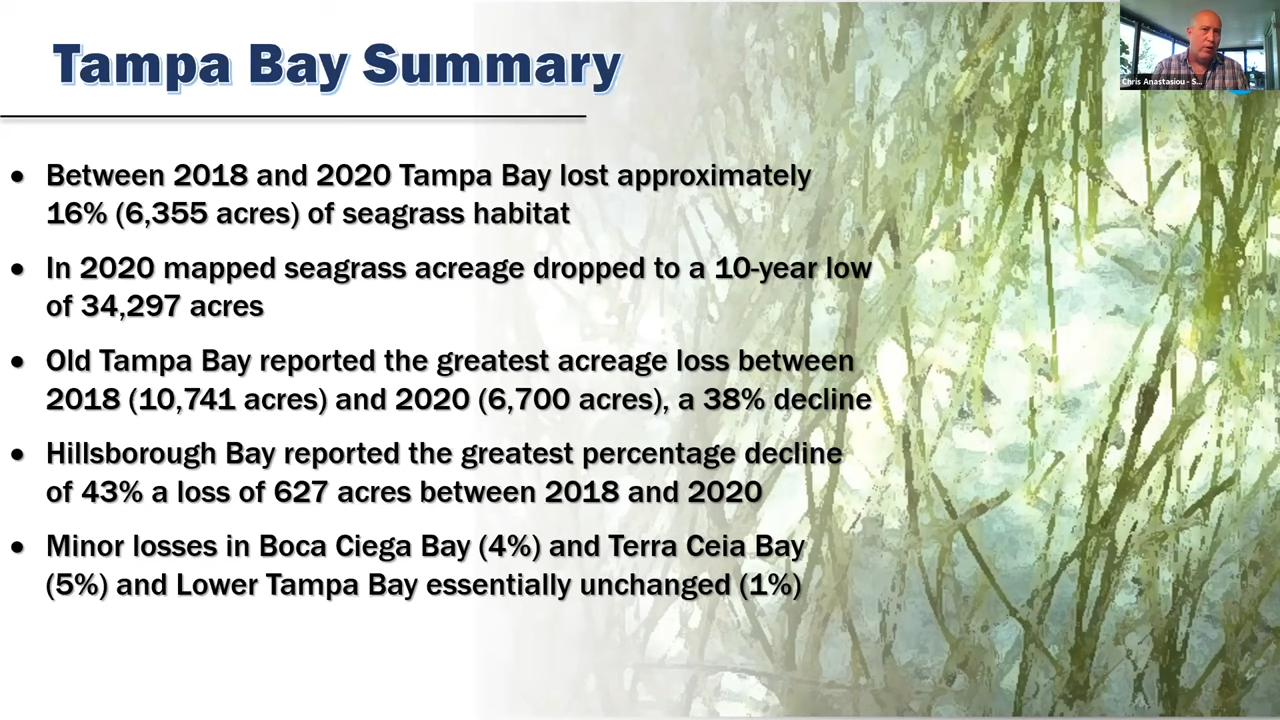 Tampa Bay Summary
Chris Anastasiou - S...
• Between 2018 and 2020 Tampa Bay lost approximately
16% (6,355 acres) of seagrass habitat
• In 2020 mapped seagrass acreage dropped to a 10-year low
of 34,297 acres
• Old Tampa Bay reported the greatest acreage loss between
2018 (10,741 acres) and 2020 (6,700 acres), a 38% decline
• Hillsborough Bay reported the greatest percentage decline
of 43% a loss of 627 acres between 2018 and 2020
• Minor losses in Boca Ciega Bay (4%) and Terra Ceia Bay
(5%) and Lower Tampa Bay essentially unchanged (1%)